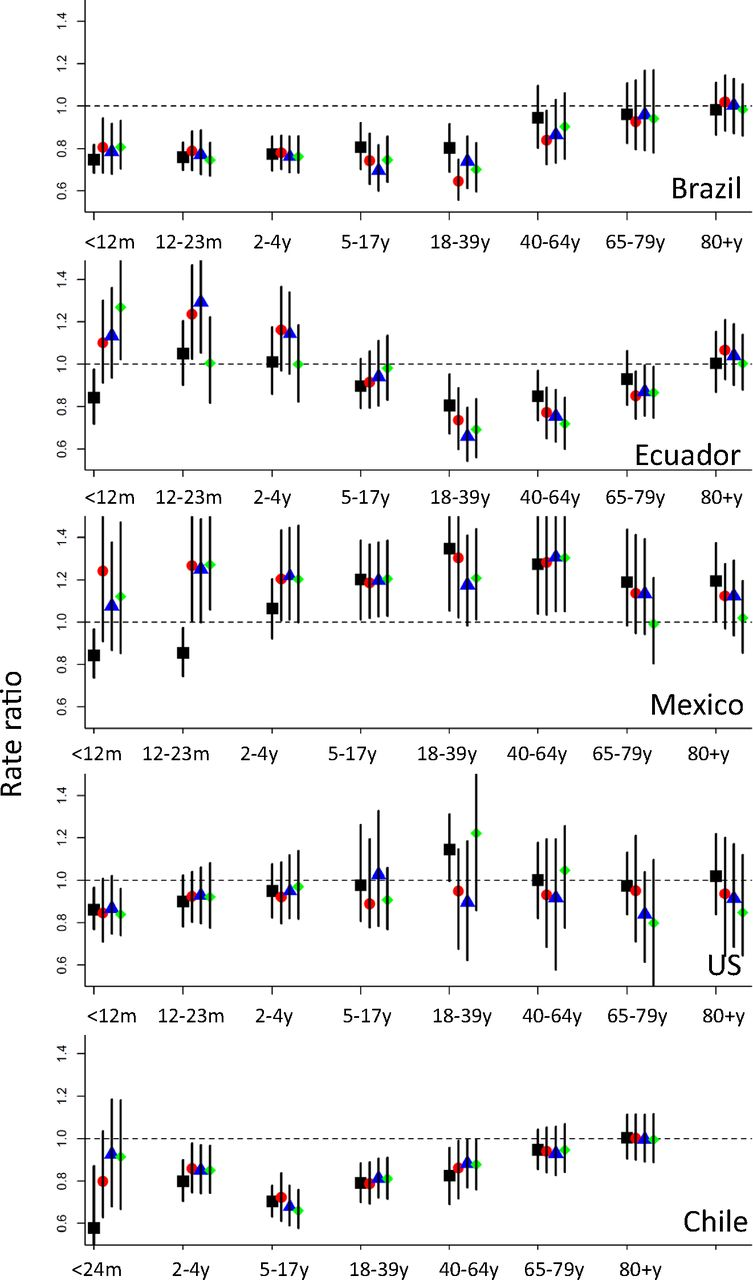 1.4
1.2
1.0
0.8
0.6
Brazil
<12m 12-23m 2-4y 5-17y 18-39y 40-64y 65-79y 80+y
1.4
1.2
1.0
0.8
0.6
Ecuador
<12m 12-23m 2-4y 5-17y 18-39y 40-64y 65-79y 80+y
1.4
1.2
1.0
0.8
0.6
Mexico
Rate ratio
<12m 12-23m 2-4y 5-17y 18-39y 40-64y 65-79y 80+y
1.4
1.2
1.0
0.8
0.6
US
<12m 12-23m 2-4y 5-17y 18-39y 40-64y 65-79y 80+y
1.4
1.2
1.0
0.8
0.6
Chile
<24m 2-4y 5-17y 18-39y 40-64y 65-79y 80+y